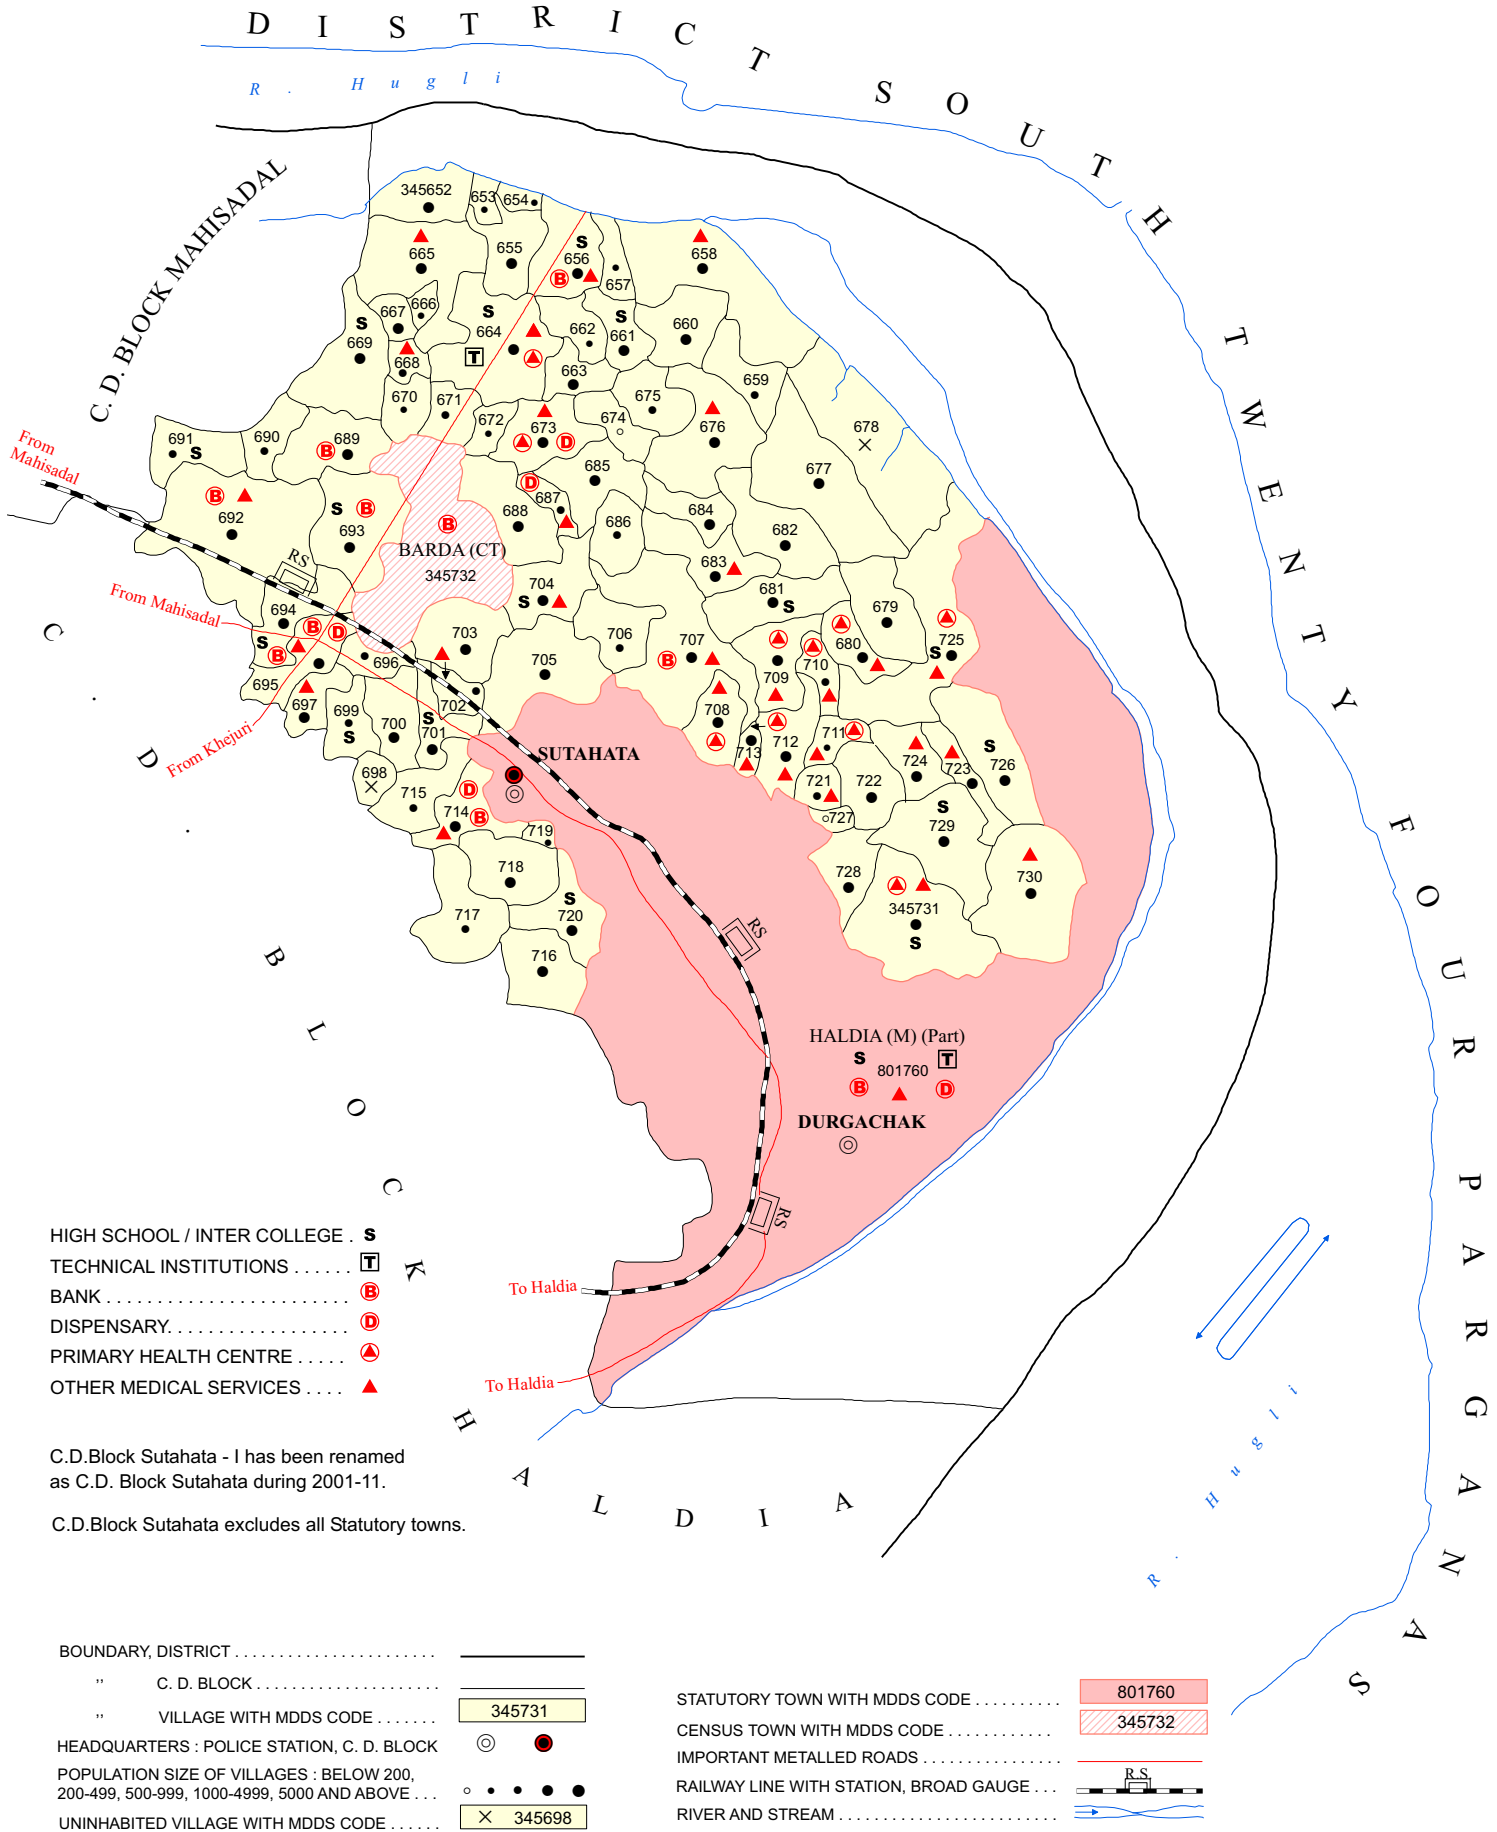 DISTRICT SOUTH TWENTY FOUR PARGANAS
R. Hugli
C. D. BLOCK MAHISADAL
345652
653
654
665
655
S
656
B
657
658
666
667
S
669
668
S
664
T
662
S
661
660
663
659
670
671
672
673
D
674
675
676
678
677
691 S
690
B 689
From
Mahisadal
B
692
S B
693
B
BARDA (CT)
345732
D
687
688
685
686
684
682
683
RS
From Mahisadal
694
B D
S
B
695
696
697
From Khejuri
S 704
703
705
706
681
S
679
680
725
S
B 707
709
710
708
713
712
711
702
699
S
700
S
701
698
715
D
B
714
719
SUTAHATA
721
722
727
724
723
S
726
S
729
728
730
345731
S
718
717
S
720
716
RS
HALDIA (M) (Part)
S T
801760
B D
DURGACHAK
RS
To Haldia
To Haldia
C. D. BLOCK HALDIA
R. Hugli
HIGH SCHOOL / INTER COLLEGE . S
TECHNICAL INSTITUTIONS . . . . . . T
BANK . . . . . . . . . . . . . . . . . . . . . . . . B
DISPENSARY. . . . . . . . . . . . . . . . . . D
PRIMARY HEALTH CENTRE . . . . .
OTHER MEDICAL SERVICES . . . .
C.D.Block Sutahata - I has been renamed
as C.D. Block Sutahata during 2001-11.
C.D.Block Sutahata excludes all Statutory towns.
BOUNDARY, DISTRICT . . . . . . . . . . . . . . . . . . . . . . .
,, C. D. BLOCK . . . . . . . . . . . . . . . . . . . . .
,, VILLAGE WITH MDDS CODE . . . . . . . 345731
HEADQUARTERS : POLICE STATION, C. D. BLOCK
POPULATION SIZE OF VILLAGES : BELOW 200,
200-499, 500-999, 1000-4999, 5000 AND ABOVE . . .
UNINHABITED VILLAGE WITH MDDS CODE . . . . . . 345698
STATUTORY TOWN WITH MDDS CODE . . . . . . . . . . 801760
CENSUS TOWN WITH MDDS CODE . . . . . . . . . . . . 345732
IMPORTANT METALLED ROADS . . . . . . . . . . . . . . . .
RAILWAY LINE WITH STATION, BROAD GAUGE . . . R.S.
RIVER AND STREAM . . . . . . . . . . . . . . . . . . . . . . . . .